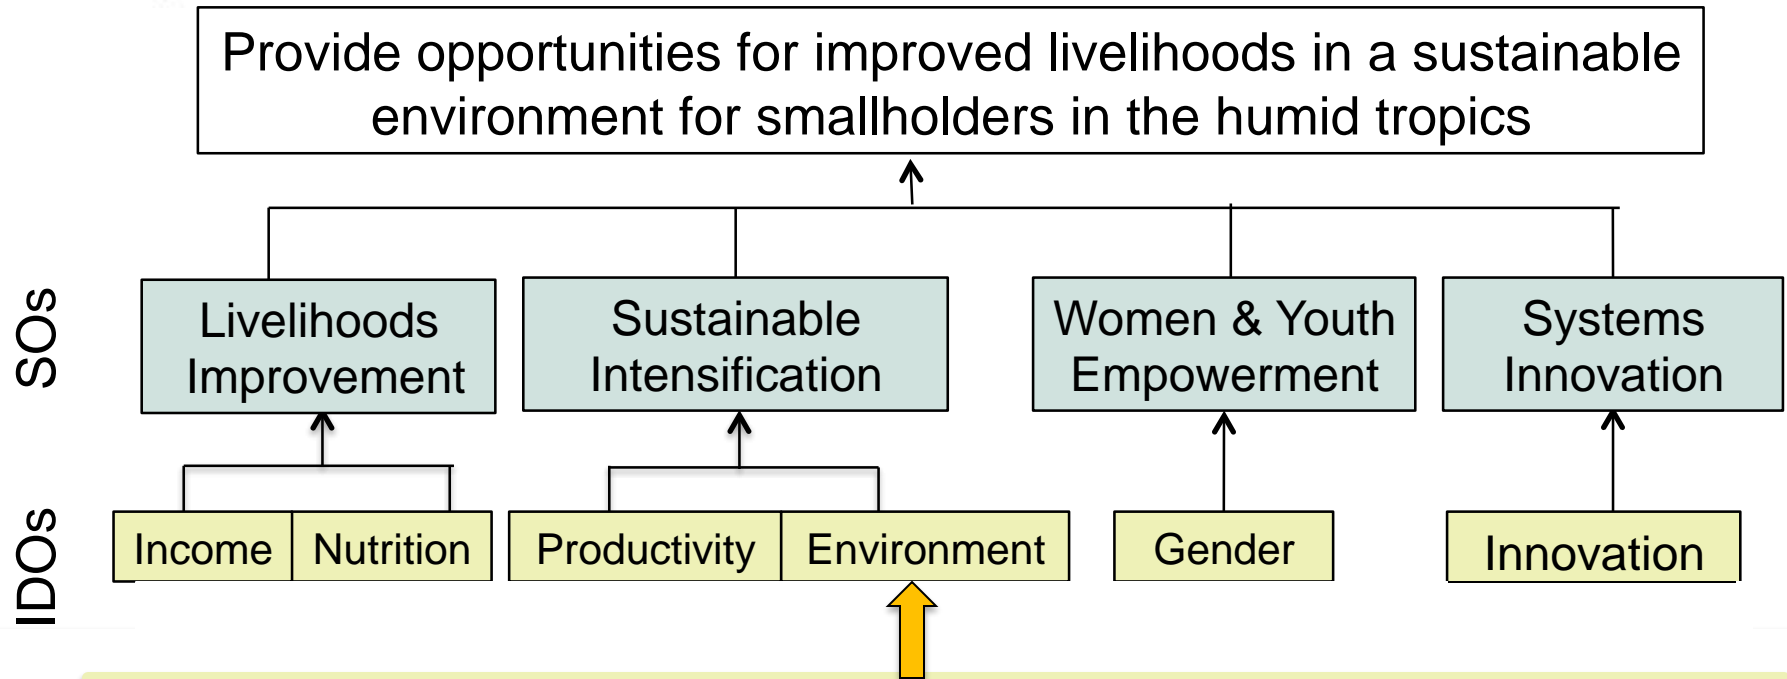 Provide opportunities for improved livelihoods in a sustainable
environment for smallholders in the humid tropics
SOs
Livelihoods
Improvement
Sustainable
Intensification
Women & Youth
Empowerment
Systems
Innovation
IDOs
Income
Nutrition
Productivity
Environment
Gender
Innovation